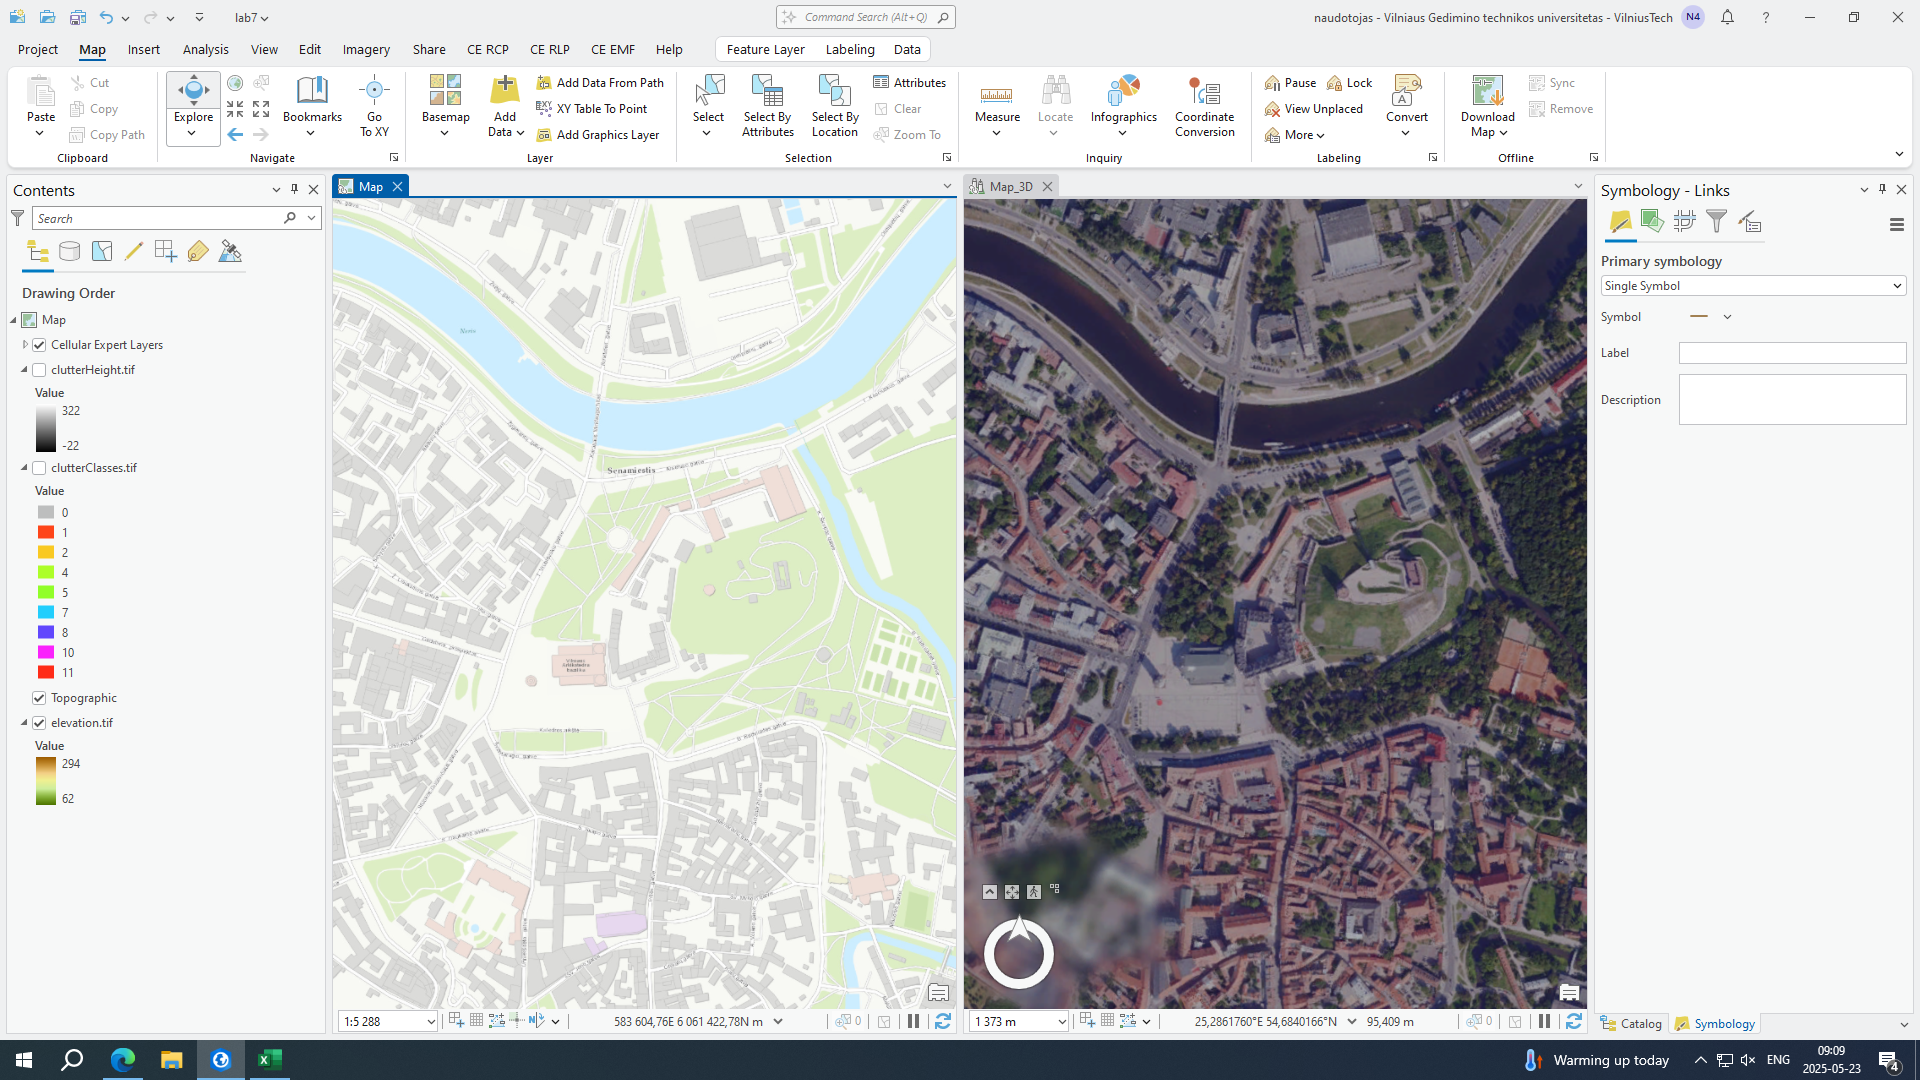 lab7
Command Search (Alt+Q)
naudotojas - Vilniaus Gedimino technikos universitetas - VilniusTech
N4
Project
Map
Insert
Analysis
View
Edit
Imagery
Share
CE RCP
CE RLP
CE EMF
Help
Feature Layer
Labeling
Data
Paste
Cut
Copy
Copy Path
Clipboard
Explore
Bookmarks
Go To XY
Navigate
Basemap
Add Data
Add Data From Path
XY Table To Point
Add Graphics Layer
Layer
Select
Select By Attributes
Select By Location
Attributes
Clear
Zoom To
Selection
Measure
Locate
Infographics
Coordinate Conversion
Inquiry
Pause
Lock
View Unplaced
More
Convert
Labeling
Download Map
Sync
Remove
Offline
Contents
Search
Drawing Order
Map
Cellular Expert Layers
clutterHeight.tif
Value
322
-22
clutterClasses.tif
Value
0
1
2
4
5
7
8
10
11
Topographic
elevation.tif
Value
294
62
Map
Neris
Senamiestis
1:5 288
583 604,76E 6 061 422,78N m
0
Map_3D
1 373 m
25,2861760°E 54,6840166°N
95,409 m
0
Symbology - Links
Primary symbology
Single Symbol
Symbol
Label
Description
Catalog
Symbology
Warming up today
ENG
09:09
2025-05-23
4